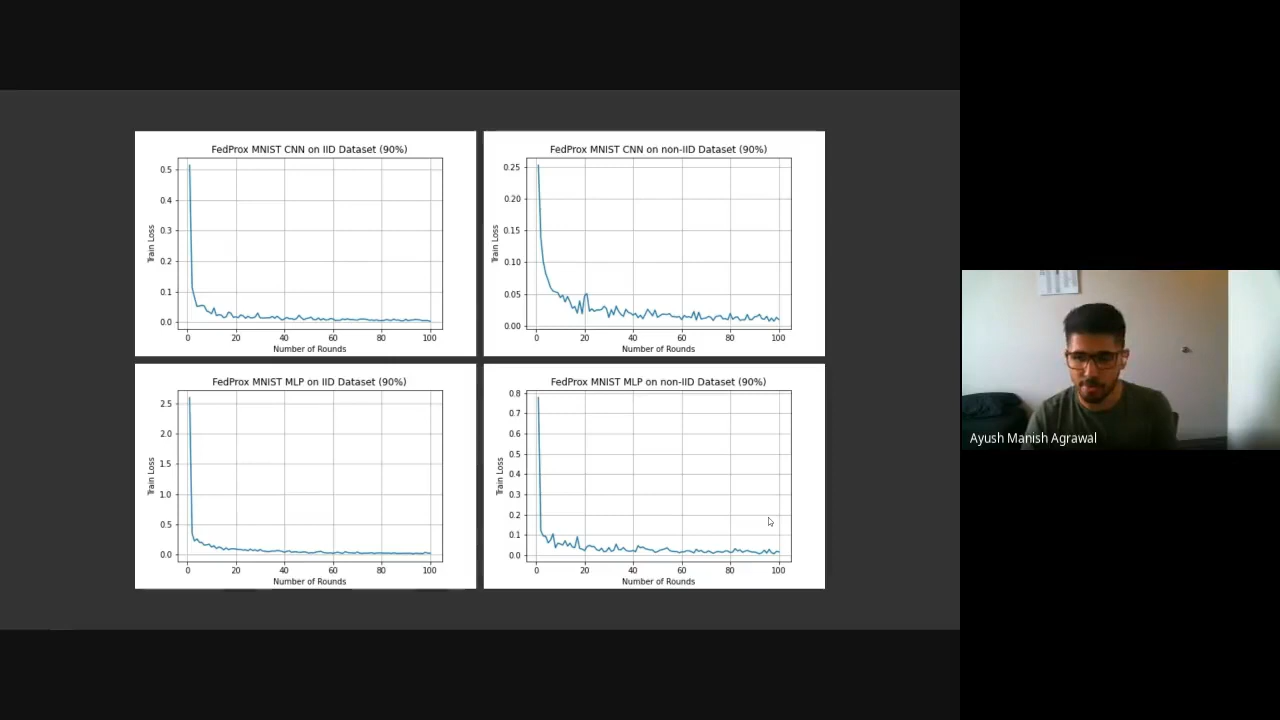 FedProx MNIST CNN on IID Dataset (90%)
0.5
0.4
0.3
0.2
0.1
0.0
Train Loss
0 20 40 60 80 100
Number of Rounds
FedProx MNIST CNN on non-IID Dataset (90%)
0.25
0.20
0.15
0.10
0.05
0.00
Train Loss
0 20 40 60 80 100
Number of Rounds
FedProx MNIST MLP on IID Dataset (90%)
2.5
2.0
1.5
1.0
0.5
0.0
Train Loss
0 20 40 60 80 100
Number of Rounds
FedProx MNIST MLP on non-IID Dataset (90%)
0.8
0.7
0.6
0.5
0.4
0.3
0.2
0.1
0.0
Train Loss
0 20 40 60 80 100
Number of Rounds
Ayush Manish Agrawal